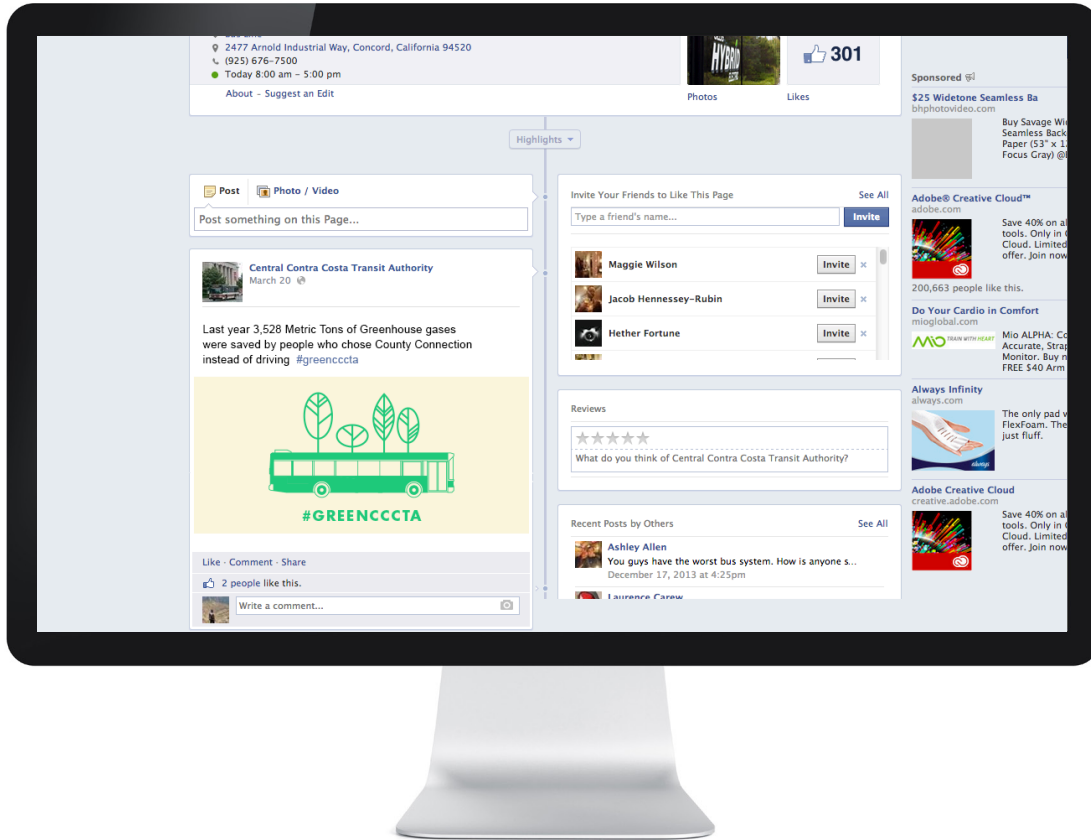 2477 Arnold Industrial Way, Concord, California 94520
(925) 676-7500
Today 8:00 am – 5:00 pm
About - Suggest an Edit
HYBRID
Photos
301
Likes
Highlights
Post
Photo / Video
Post something on this Page...
Central Contra Costa Transit Authority
March 20
Last year 3,528 Metric Tons of Greenhouse gases
were saved by people who chose County Connection
instead of driving #greenccta
#GREENCCCTA
Like · Comment · Share
2 people like this.
Write a comment...
Invite Your Friends to Like This Page
See All
Type a friend's name...
Invite
Maggie Wilson
Invite
Jacob Hennessey-Rubin
Invite
Hether Fortune
Invite
Reviews
What do you think of Central Contra Costa Transit Authority?
Recent Posts by Others
See All
Ashley Allen
You guys have the worst bus system. How is anyone s...
December 17, 2013 at 4:25pm
Laurence Carew
Sponsored
$25 Widetone Seamless Ba
bhphotovideo.com
Buy Savage Wi
Seamless Back
Paper (53" x 1
Focus Gray) @
Adobe® Creative Cloud™
adobe.com
Save 40% on al
tools. Only in
Cloud. Limited
offer. Join now
200,663 people like this.
Do Your Cardio in Comfort
mioglobal.com
MiO TRAIN WITH HEART
Mio ALPHA: Co
Accurate, Strap
Monitor. Buy n
FREE $40 Arm
Always Infinity
always.com
The only pad w
FlexFoam. The
just fluff.
always
Adobe Creative Cloud
creative.adobe.com
Save 40% on al
tools. Only in
Cloud. Limited
offer. Join now